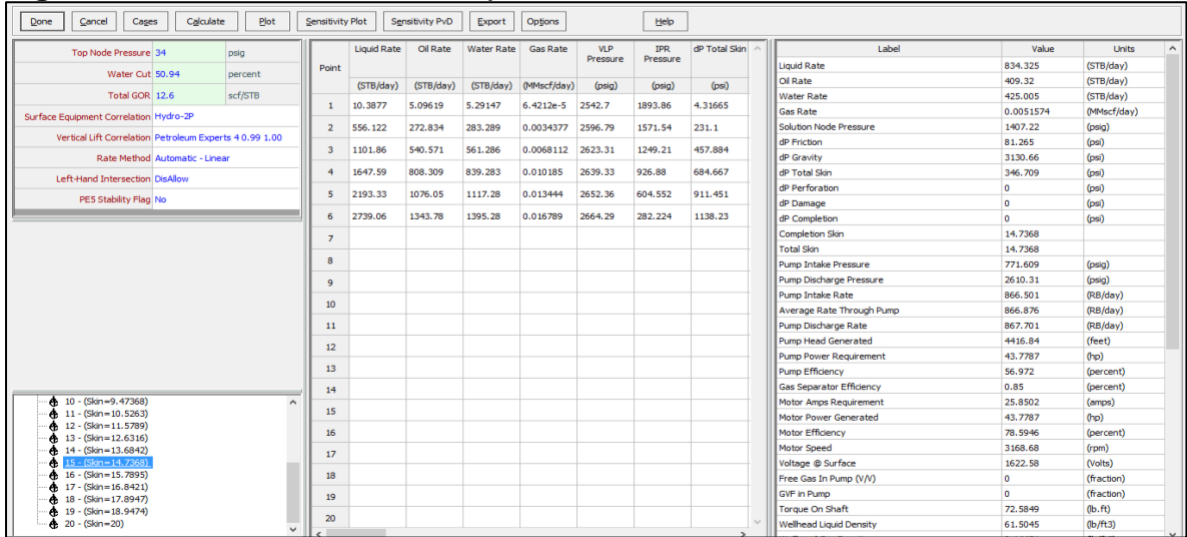 Done Cancel Cases Calculate Plot Sensitivity Plot Sensitivity PvD Export Options Help
Top Node Pressure 34 psig
Water Cut 50.94 percent
Total GOR 12.6 scf/STB
Surface Equipment Correlation Hydro-2P
Vertical Lift Correlation Petroleum Experts 4 0.99 1.00
Rate Method Automatic - Linear
Left-Hand Intersection DisAllow
PE5 Stability Flag No
10 - (Skin=9.47368)
11 - (Skin=10.5263)
12 - (Skin=11.5789)
13 - (Skin=12.6316)
14 - (Skin=13.6842)
15 - (Skin=14.7368)
16 - (Skin=15.7895)
17 - (Skin=16.8421)
18 - (Skin=17.8947)
19 - (Skin=18.9474)
20 - (Skin=20)
Point Liquid Rate Oil Rate Water Rate Gas Rate VLP Pressure IPR Pressure dP Total Skin
(STB/day) (STB/day) (STB/day) (MMscf/day) (psig) (psig) (psi)
1 10.3877 5.09619 5.29147 6.4212e-5 2542.7 1893.86 4.31665
2 556.122 272.834 283.289 0.0034377 2596.79 1571.54 231.1
3 1101.86 540.571 561.286 0.0068112 2623.31 1249.21 457.884
4 1647.59 808.309 839.283 0.010185 2639.33 926.88 684.667
5 2193.33 1076.05 1117.28 0.013444 2652.36 604.552 911.451
6 2739.06 1343.78 1395.28 0.016789 2664.29 282.224 1138.23
7
8
9
10
11
12
13
14
15
16
17
18
19
20
Label Value Units
Liquid Rate 834.325 (STB/day)
Oil Rate 409.32 (STB/day)
Water Rate 425.005 (STB/day)
Gas Rate 0.0051574 (MMscf/day)
Solution Node Pressure 1407.22 (psig)
dP Friction 81.265 (psi)
dP Gravity 3130.66 (psi)
dP Total Skin 346.709 (psi)
dP Perforation 0 (psi)
dP Damage 0 (psi)
dP Completion 0 (psi)
Completion Skin 14.7368
Total Skin 14.7368
Pump Intake Pressure 771.609 (psig)
Pump Discharge Pressure 2610.31 (psig)
Pump Intake Rate 866.501 (RB/day)
Average Rate Through Pump 866.876 (RB/day)
Pump Discharge Rate 867.701 (RB/day)
Pump Head Generated 4416.84 (feet)
Pump Power Requirement 43.7787 (hp)
Pump Efficiency 56.972 (percent)
Gas Separator Efficiency 0.85 (percent)
Motor Amps Requirement 25.8502 (amps)
Motor Power Generated 43.7787 (hp)
Motor Efficiency 78.5946 (percent)
Motor Speed 3168.68 (rpm)
Voltage @ Surface 1622.58 (Volts)
Free Gas In Pump (V/V) 0 (fraction)
GVF in Pump 0 (fraction)
Torque On Shaft 72.5849 (lb.ft)
Wellhead Liquid Density 61.5045 (lb/ft3)